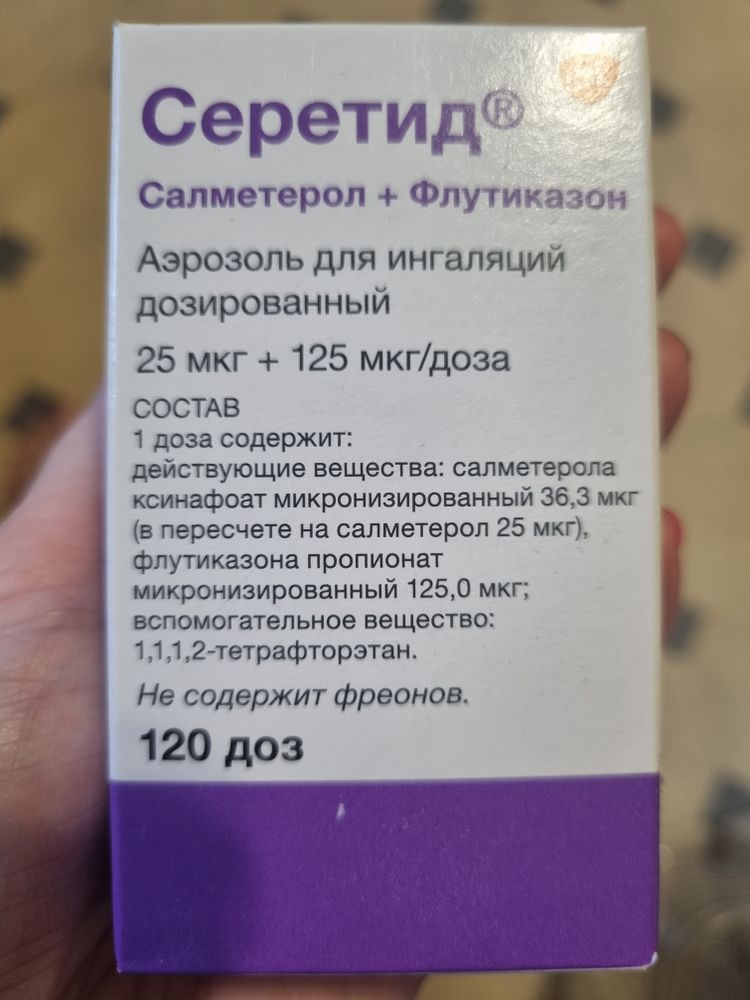 Серетид®
Салметерол + Флутиказон
Аэрозоль для ингаляций
дозированный
25 мкг + 125 мкг/доза
СОСТАВ
1 доза содержит:
действующие вещества: салметерола
ксинафоат микронизированный 36,3 мкг
(в пересчете на салметерол 25 мкг),
флутиказона пропионат
микронизированный 125,0 мкг;
вспомогательное вещество:
1,1,1,2-тетрафторэтан.
Не содержит фреонов.
120 доз